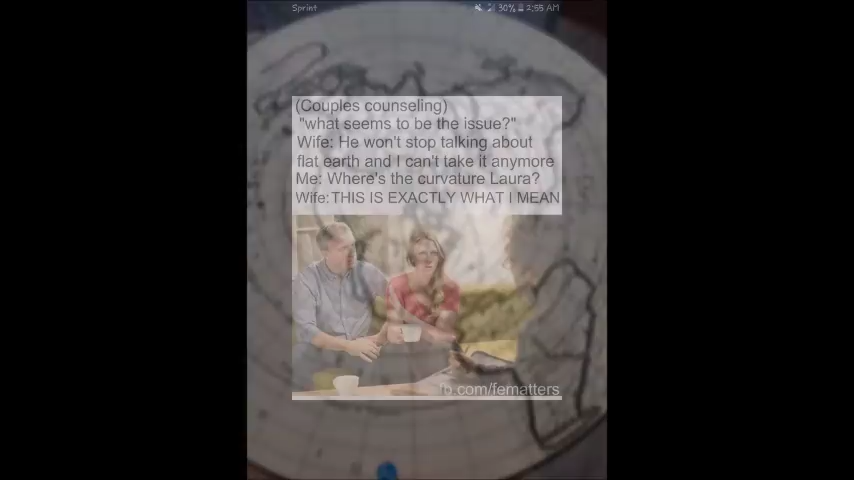 Sprint 30% 2:55 AM
(Couples counseling)
"what seems to be the issue?"
Wife: He won't stop talking about
flat earth and I can't take it anymore
Me: Where's the curvature Laura?
Wife: THIS IS EXACTLY WHAT I MEAN
fb.com/fematters